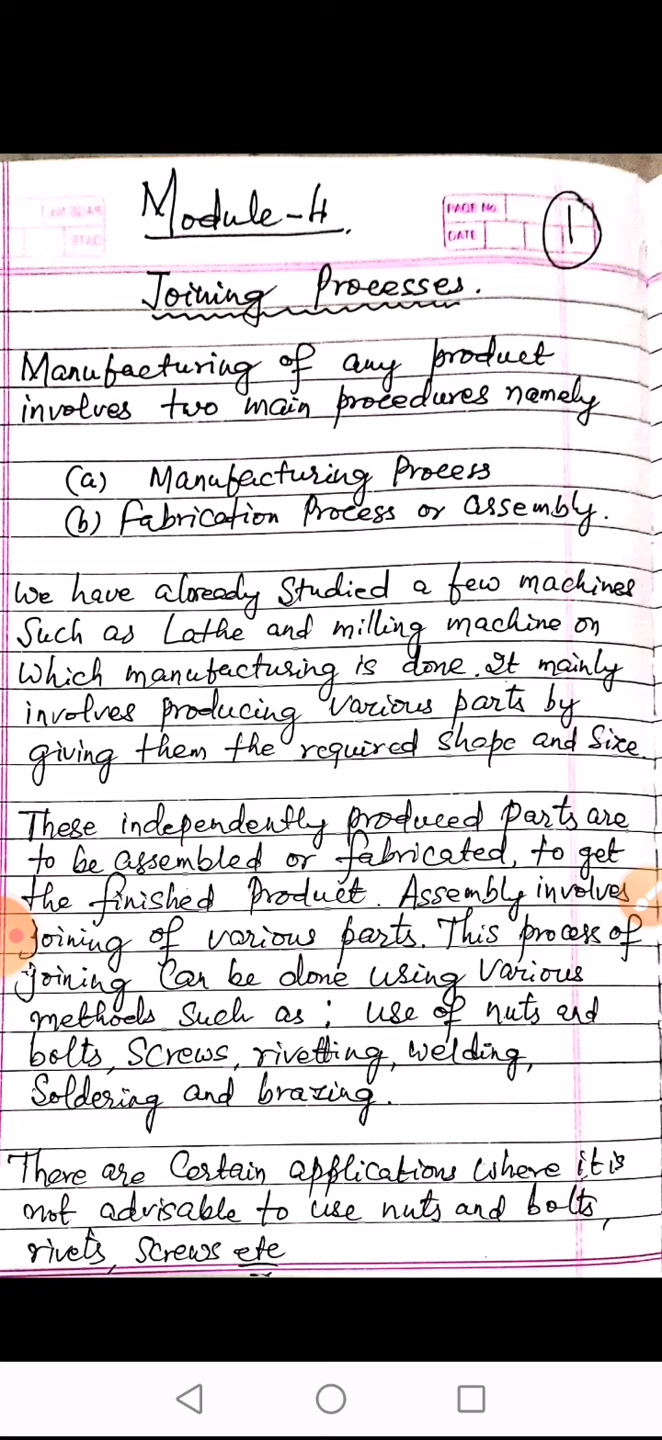 Module-4.
PAGE No.
DATE
1
Joining Processes.
Manufacturing of any product
involves two main procedures namely
(a) Manufacturing Process
(b) Fabrication Process or assembly.
We have already Studied a few machines
Such as Lathe and milling machine on
which manufacturing is done. It mainly
involves producing various parts by
giving them the required shape and Size.
These independently produced parts are
to be assembled or fabricated, to get
the finished Product. Assembly involves
joining of various parts. This process of
joining Can be done using various
methods Such as ; use of nuts and
bolts, Screws, rivetting, welding,
Soldering and brazing.
There are Certain applications where it is
not advisable to use nuts and bolts,
rivets, Screws etc